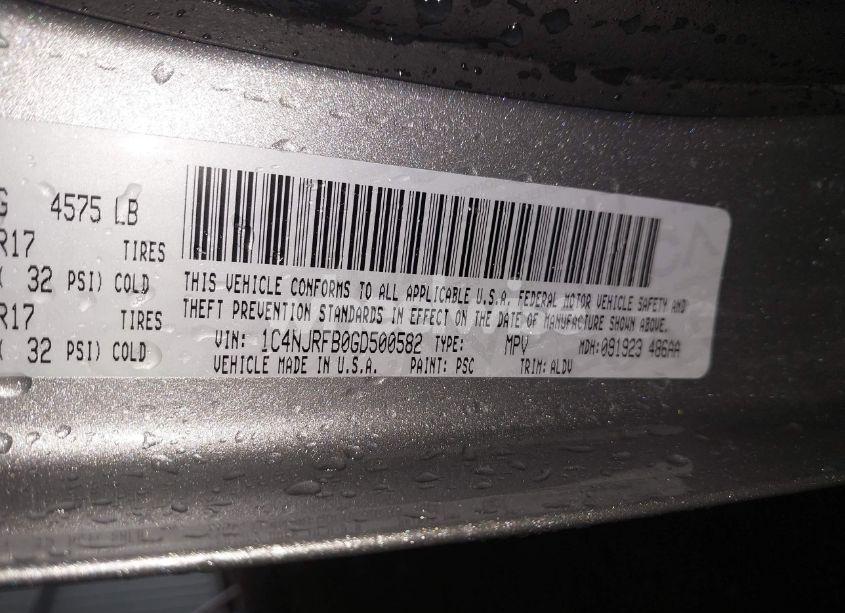 G 4575 LB
R17 TIRES
( 32 PSI) COLD
R17 TIRES
( 32 PSI) COLD
THIS VEHICLE CONFORMS TO ALL APPLICABLE U.S.A. FEDERAL MOTOR VEHICLE SAFETY AND
THEFT PREVENTION STANDARDS IN EFFECT ON THE DATE OF MANUFACTURE SHOWN ABOVE.
VIN: 1C4NJRFB0GD500582 TYPE: MPV MDH:091923 486AA
VEHICLE MADE IN U.S.A. PAINT: PSC TRIM: ALDV